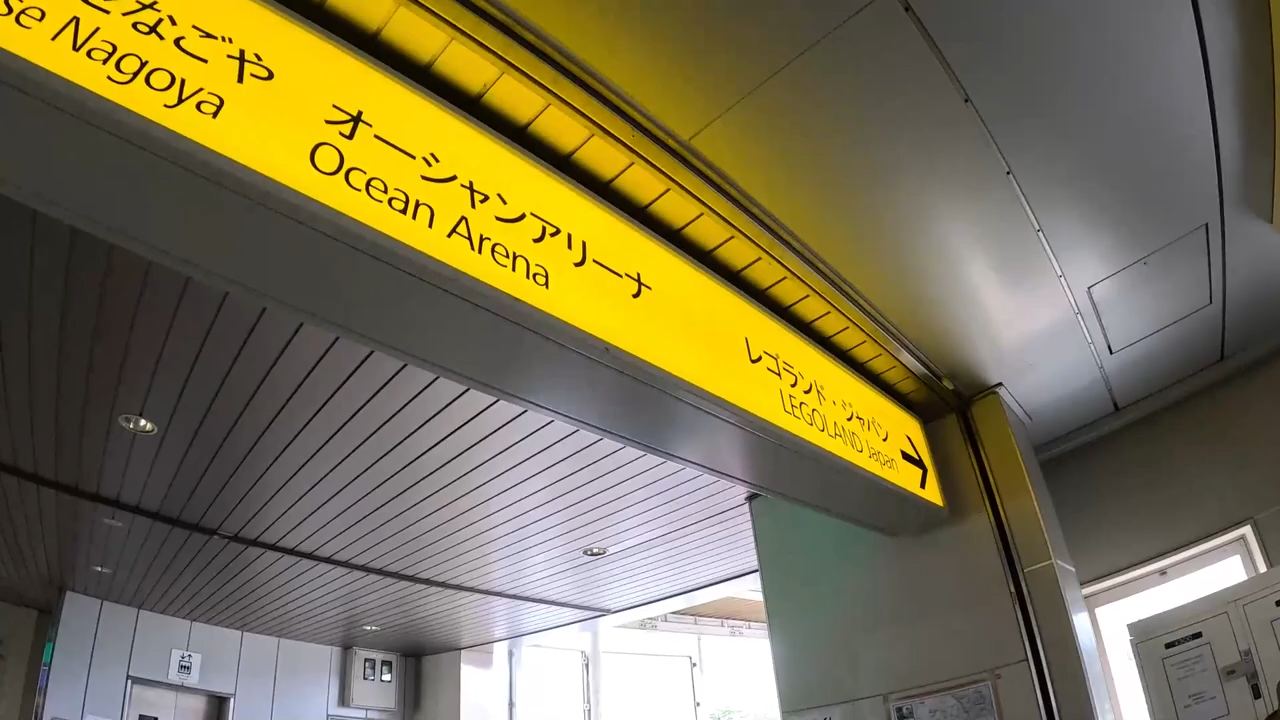 なごや
se Nagoya
オーシャンアリーナ
Ocean Arena
レゴランド・ジャパン
LEGOLAND Japan